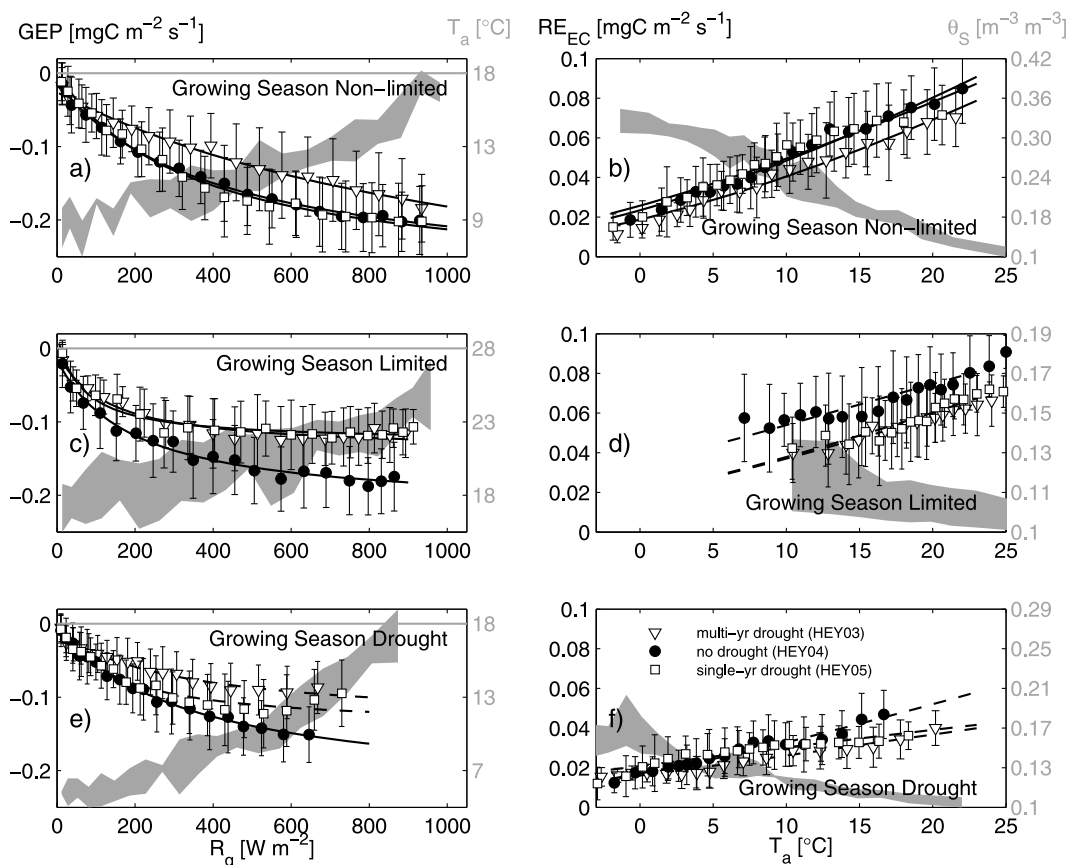 GEP [mgC m⁻² s⁻¹] Tₐ [°C] RE_EC [mgC m⁻² s⁻¹] θ_S [m⁻³ m⁻³]
0 18 0.1 0.42
Growing Season Non-limited
0.08 0.36
−0.1 13 0.06 0.3
a) b)
0.04 0.24
−0.2 9 0.02 0.18
Growing Season Non-limited
0 0.1
0 200 400 600 800 1000 0 5 10 15 20 25
0 28 0.1 0.19
Growing Season Limited
0.08 0.17
−0.1 23 0.06 0.15
c) d)
0.04 0.13
−0.2 18 0.02 0.11
Growing Season Limited
0 0.1
0 200 400 600 800 1000 0 5 10 15 20 25
0 18 0.1 0.29
Growing Season Drought
multi-yr drought (HEY03)
no drought (HEY04)
single-yr drought (HEY05)
0.08 0.25
−0.1 13 0.06 0.21
e) f)
0.04 0.17
−0.2 7 0.02 0.13
Growing Season Drought
0 0.1
0 200 400 600 800 1000 0 5 10 15 20 25
R_g [W m⁻²] Tₐ [°C]